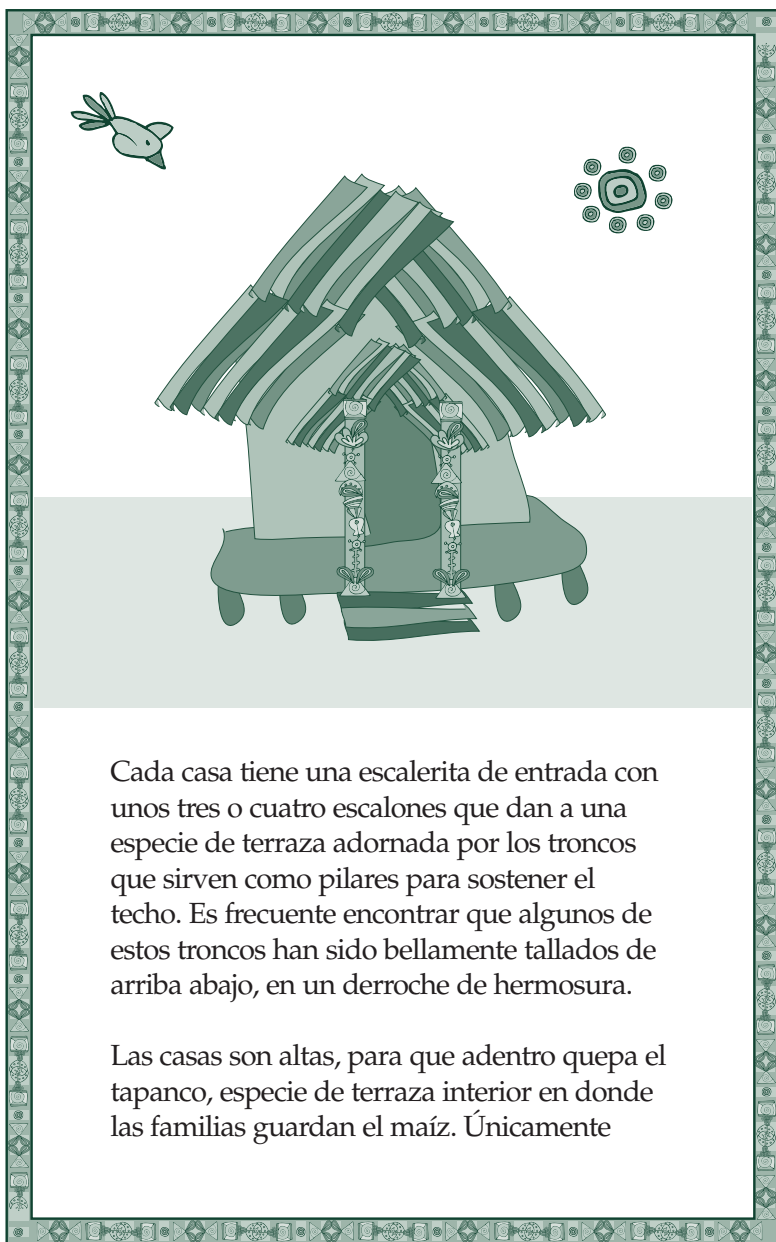 Cada casa tiene una escalerita de entrada con
unos tres o cuatro escalones que dan a una
especie de terraza adornada por los troncos
que sirven como pilares para sostener el
techo. Es frecuente encontrar que algunos de
estos troncos han sido bellamente tallados de
arriba abajo, en un derroche de hermosura.

Las casas son altas, para que adentro quepa el
tapanco, especie de terraza interior en donde
las familias guardan el maíz. Únicamente